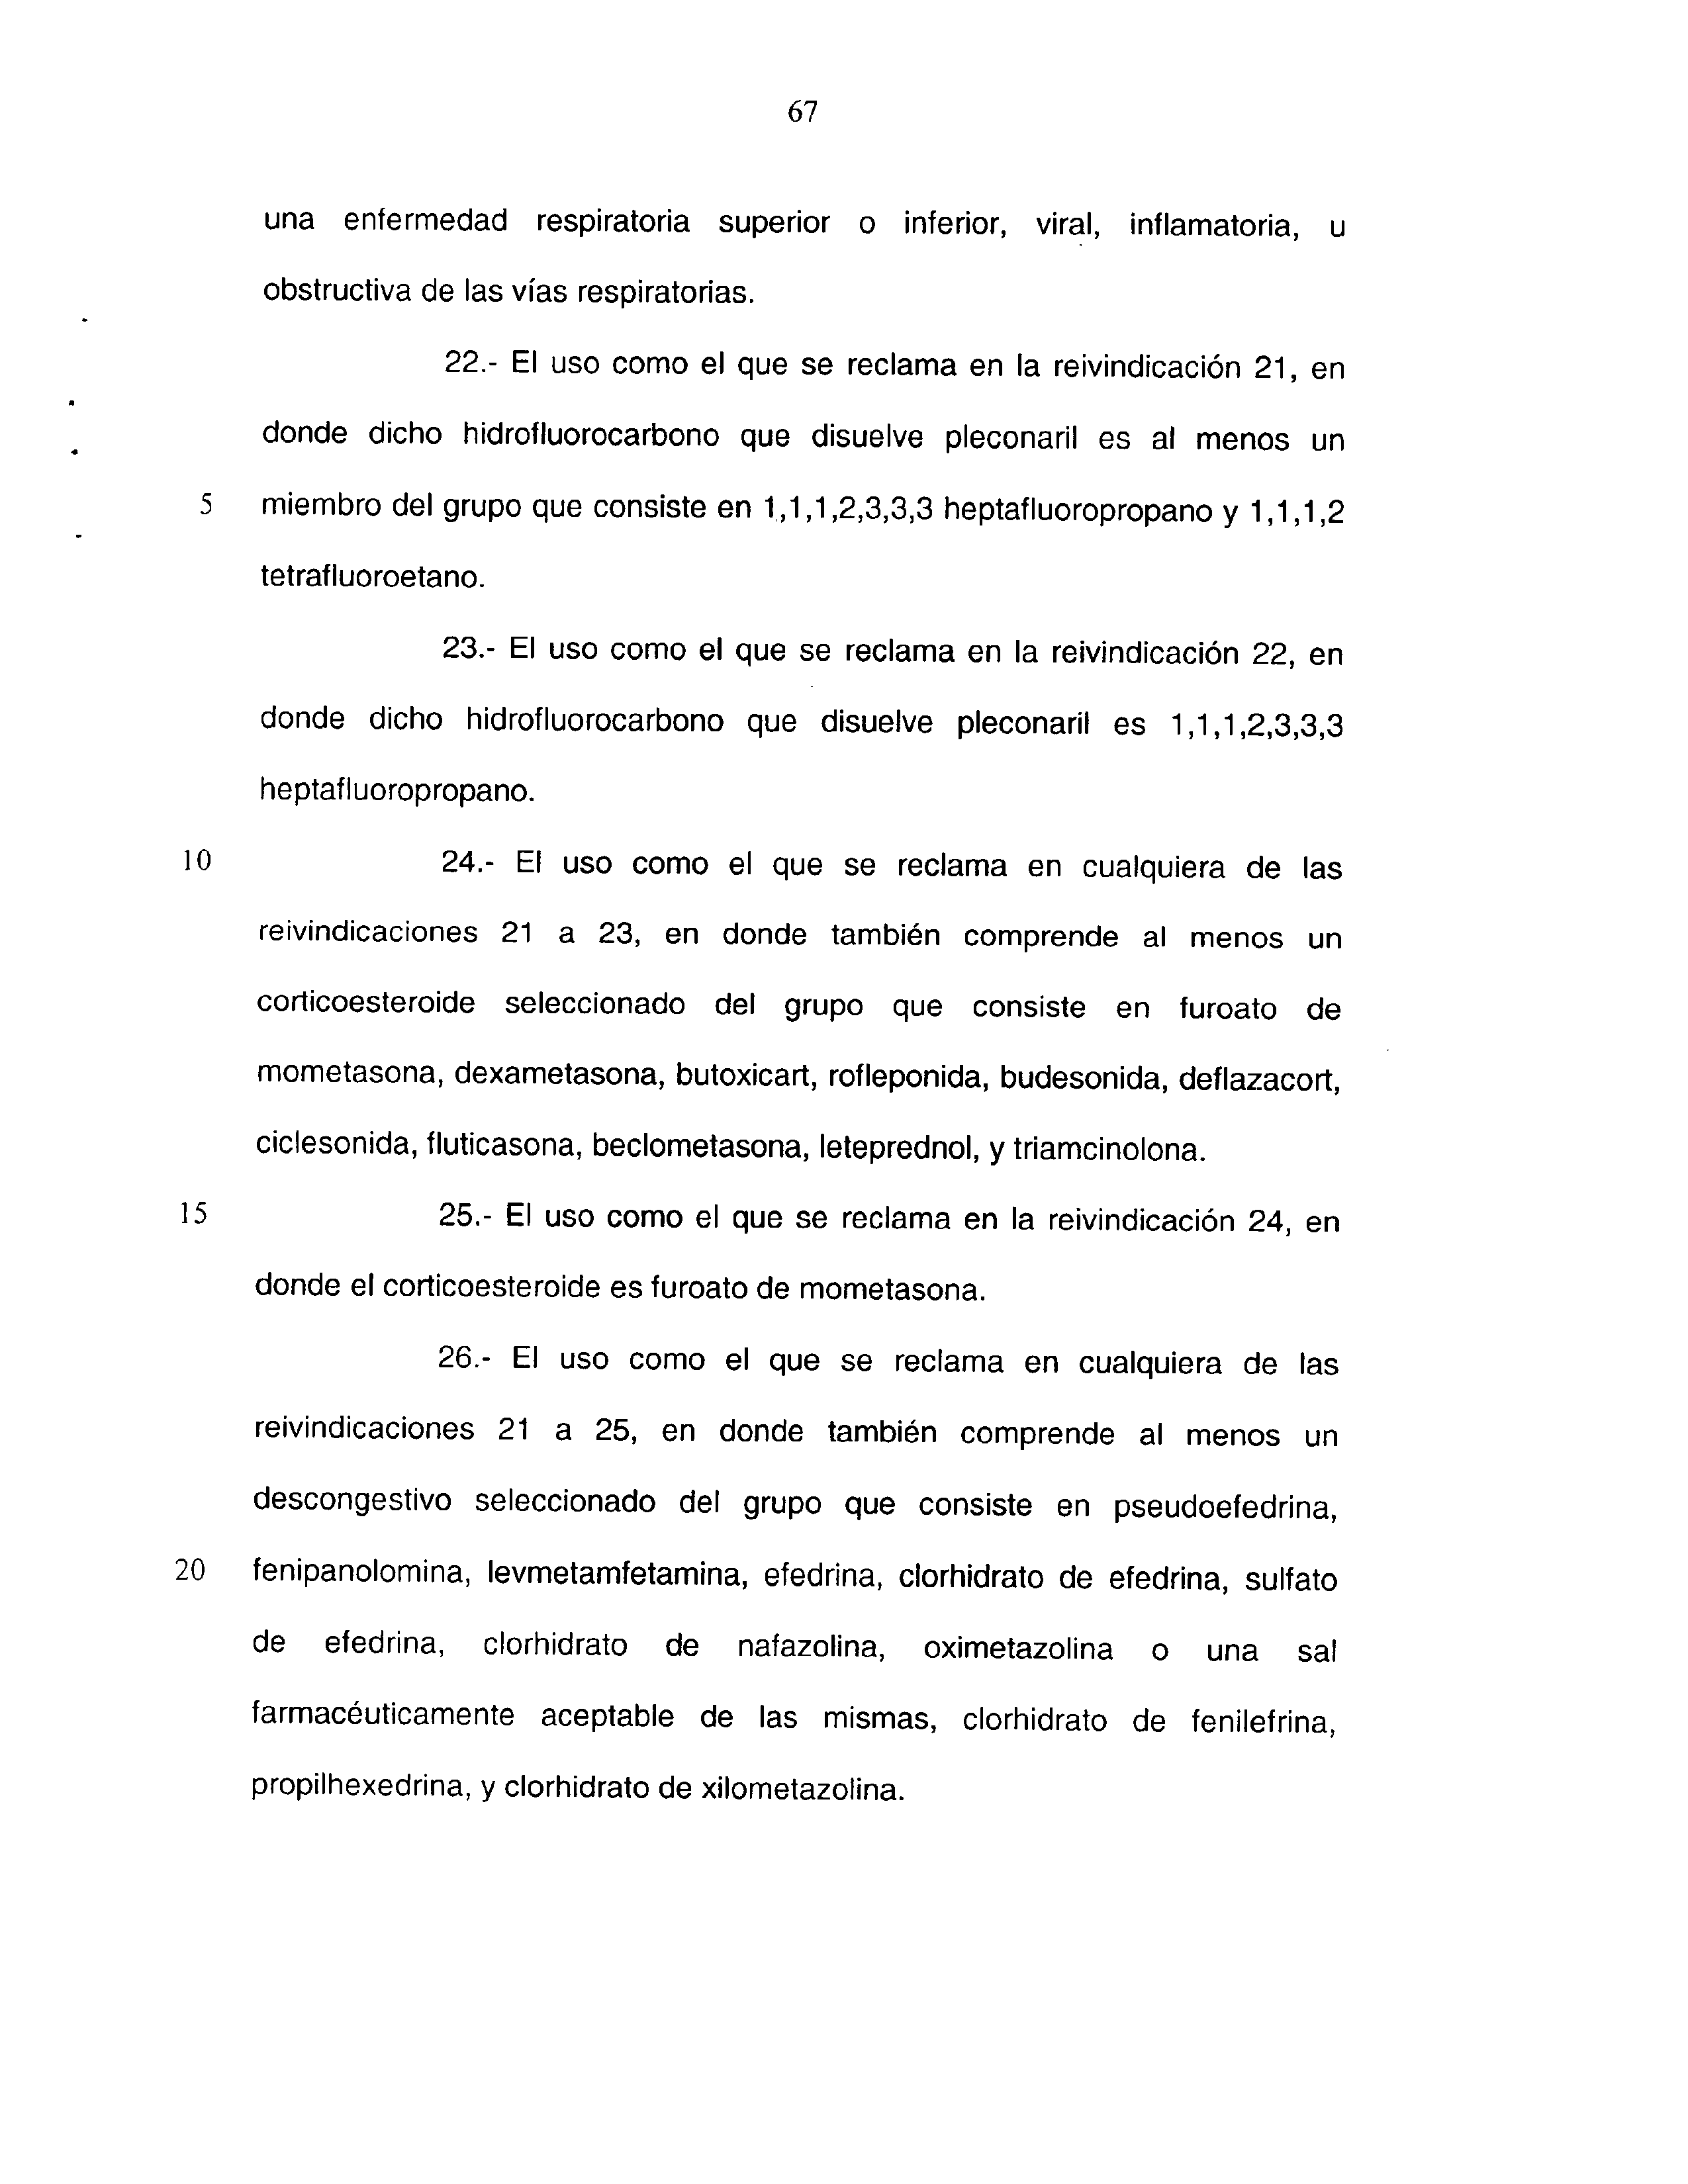 67
una enfermedad respiratoria superior o inferior, viral, inflamatoria, u
obstructiva de las vías respiratorias.
22.- El uso como el que se reclama en la reivindicación 21, en
donde dicho hidrofluorocarbono que disuelve pleconaril es al menos un
5 miembro del grupo que consiste en 1,1,1,2,3,3,3 heptafluoropropano y 1,1,1,2
tetrafluoroetano.
23.- El uso como el que se reclama en la reivindicación 22, en
donde dicho hidrofluorocarbono que disuelve pleconaril es 1,1,1,2,3,3,3
heptafluoropropano.
10 24.- El uso como el que se reclama en cualquiera de las
reivindicaciones 21 a 23, en donde también comprende al menos un
corticoesteroide seleccionado del grupo que consiste en furoato de
mometasona, dexametasona, butoxicart, rofleponida, budesonida, deflazacort,
ciclesonida, fluticasona, beclometasona, leteprednol, y triamcinolona.
15 25.- El uso como el que se reclama en la reivindicación 24, en
donde el corticoesteroide es furoato de mometasona.
26.- El uso como el que se reclama en cualquiera de las
reivindicaciones 21 a 25, en donde también comprende al menos un
descongestivo seleccionado del grupo que consiste en pseudoefedrina,
20 fenipanolomina, levmetamfetamina, efedrina, clorhidrato de efedrina, sulfato
de efedrina, clorhidrato de nafazolina, oximetazolina o una sal
farmacéuticamente aceptable de las mismas, clorhidrato de fenilefrina,
propilhexedrina, y clorhidrato de xilometazolina.